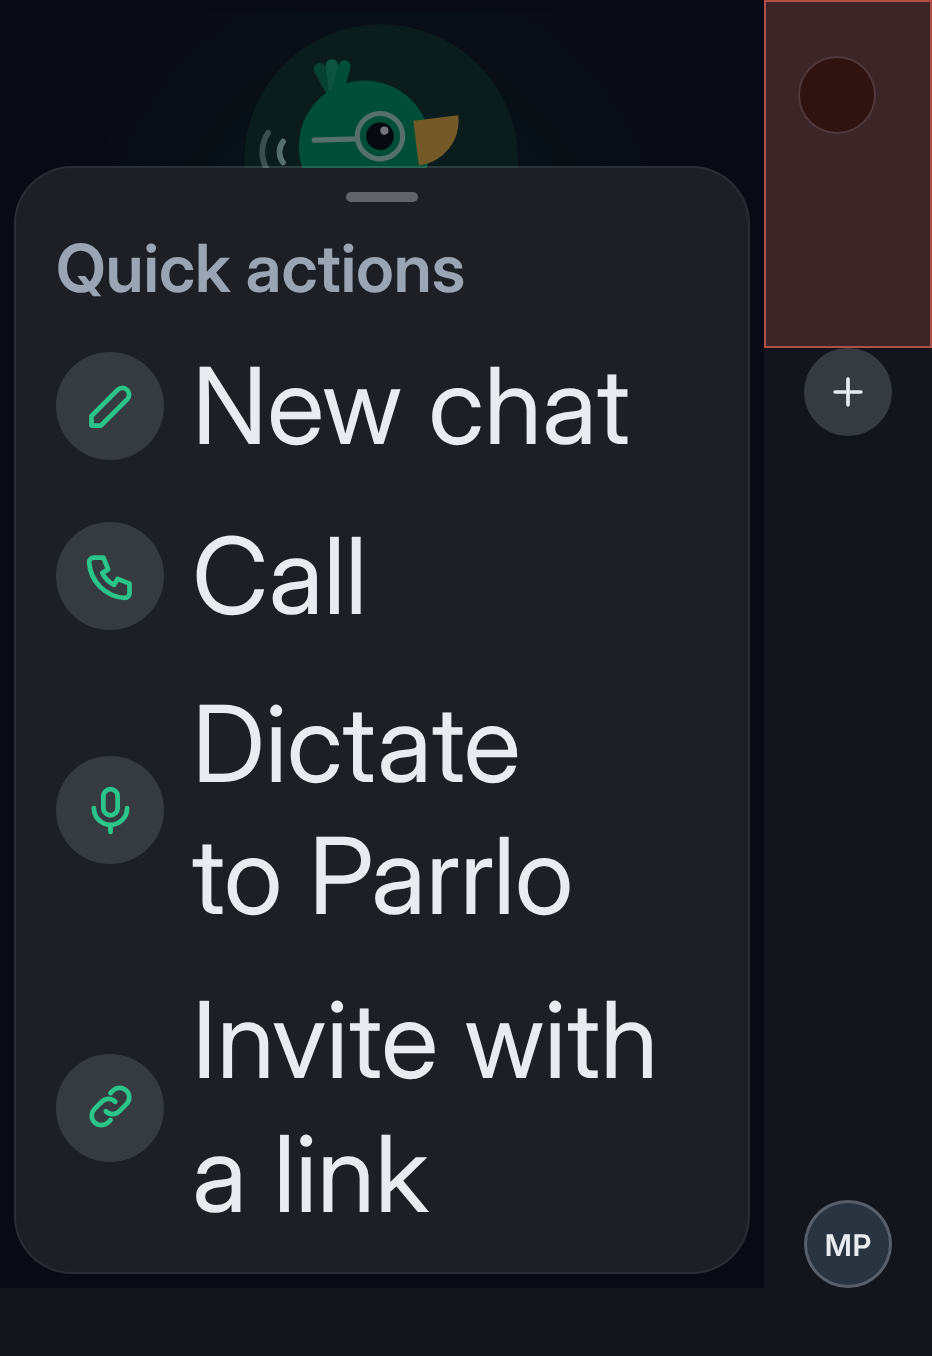 Quick actions
New chat
Call
Dictate
to Parrlo
Invite with
a link
MP